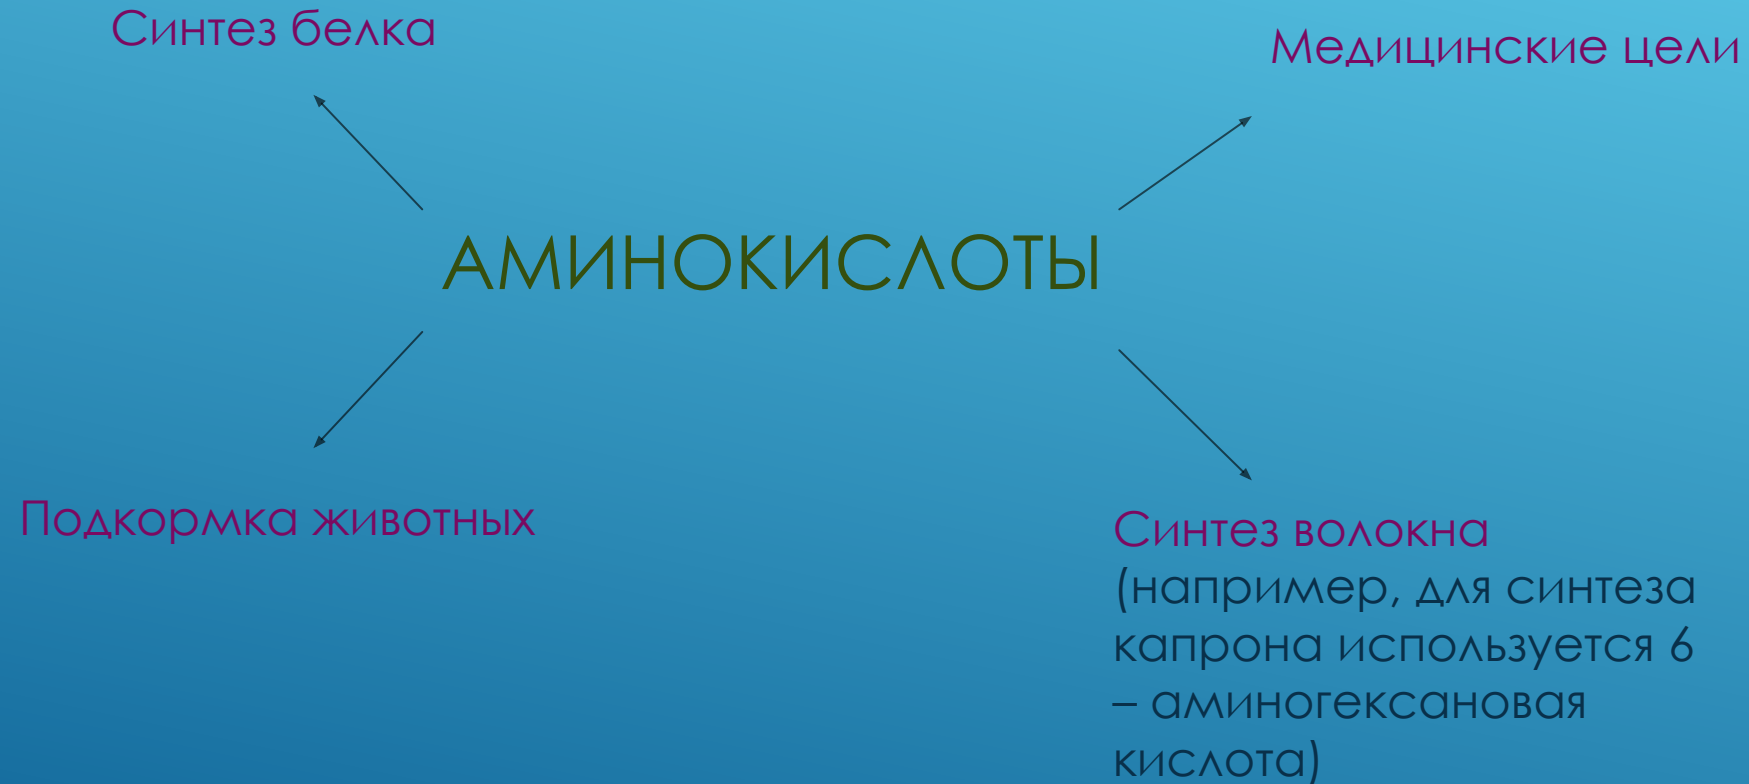 Синтез белка
Медицинские цели
АМИНОКИСЛОТЫ
Подкормка животных
Синтез волокна
(например, для синтеза
капрона используется 6
– аминогексановая
кислота)